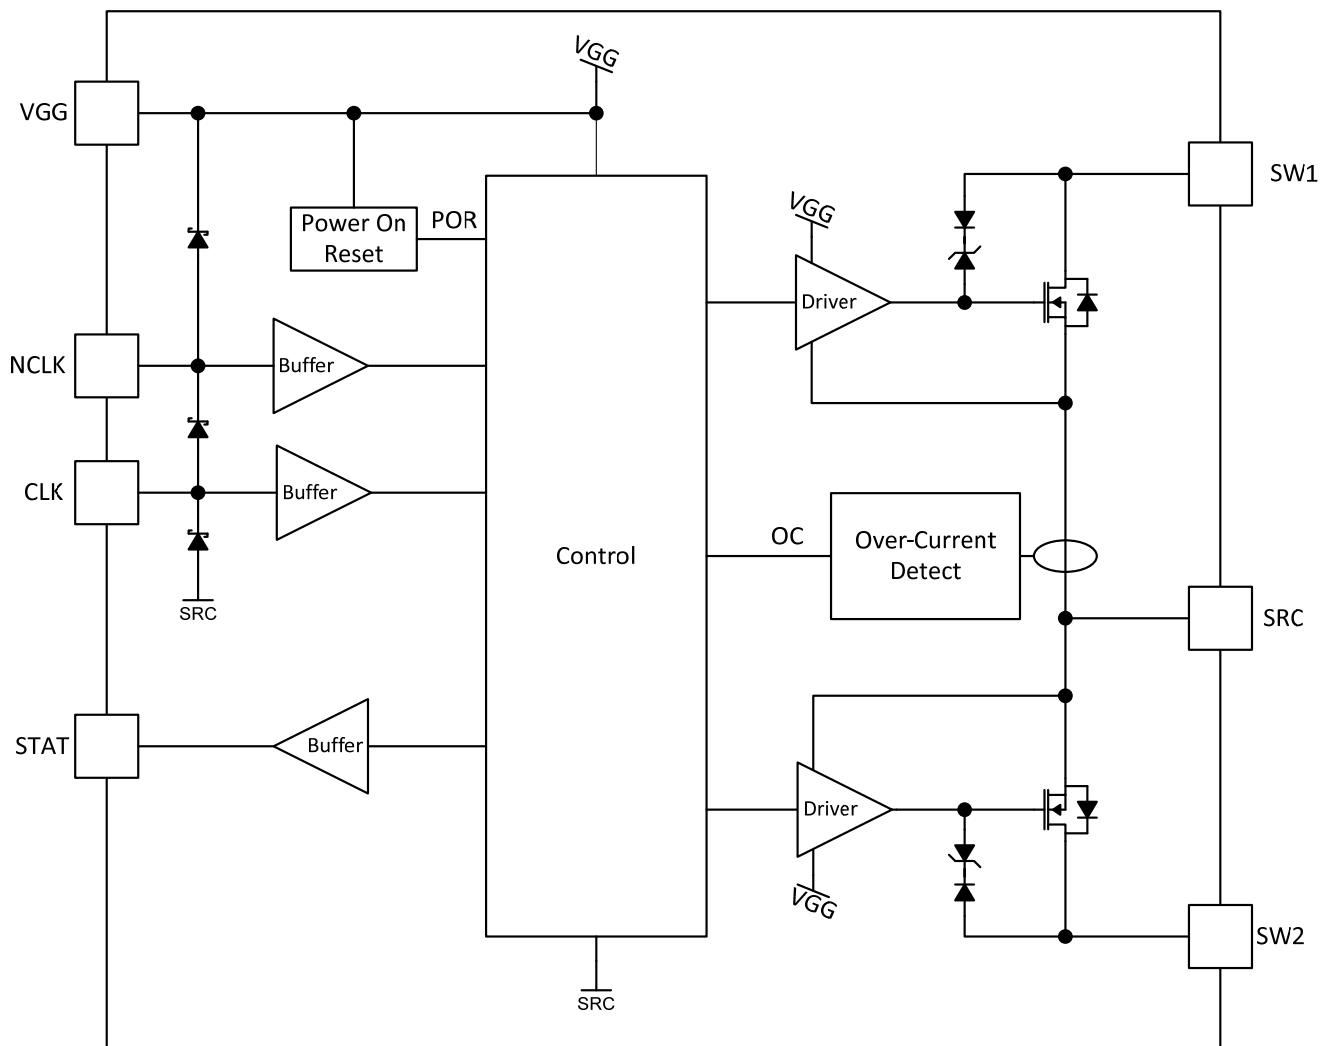 VGG
VGG
SW1
Power On
Reset
POR
VGG
Driver
NCLK
Buffer
CLK
Buffer
Control
OC
Over-Current
Detect
SRC
SRC
STAT
Buffer
Driver
VGG
SW2
SRC